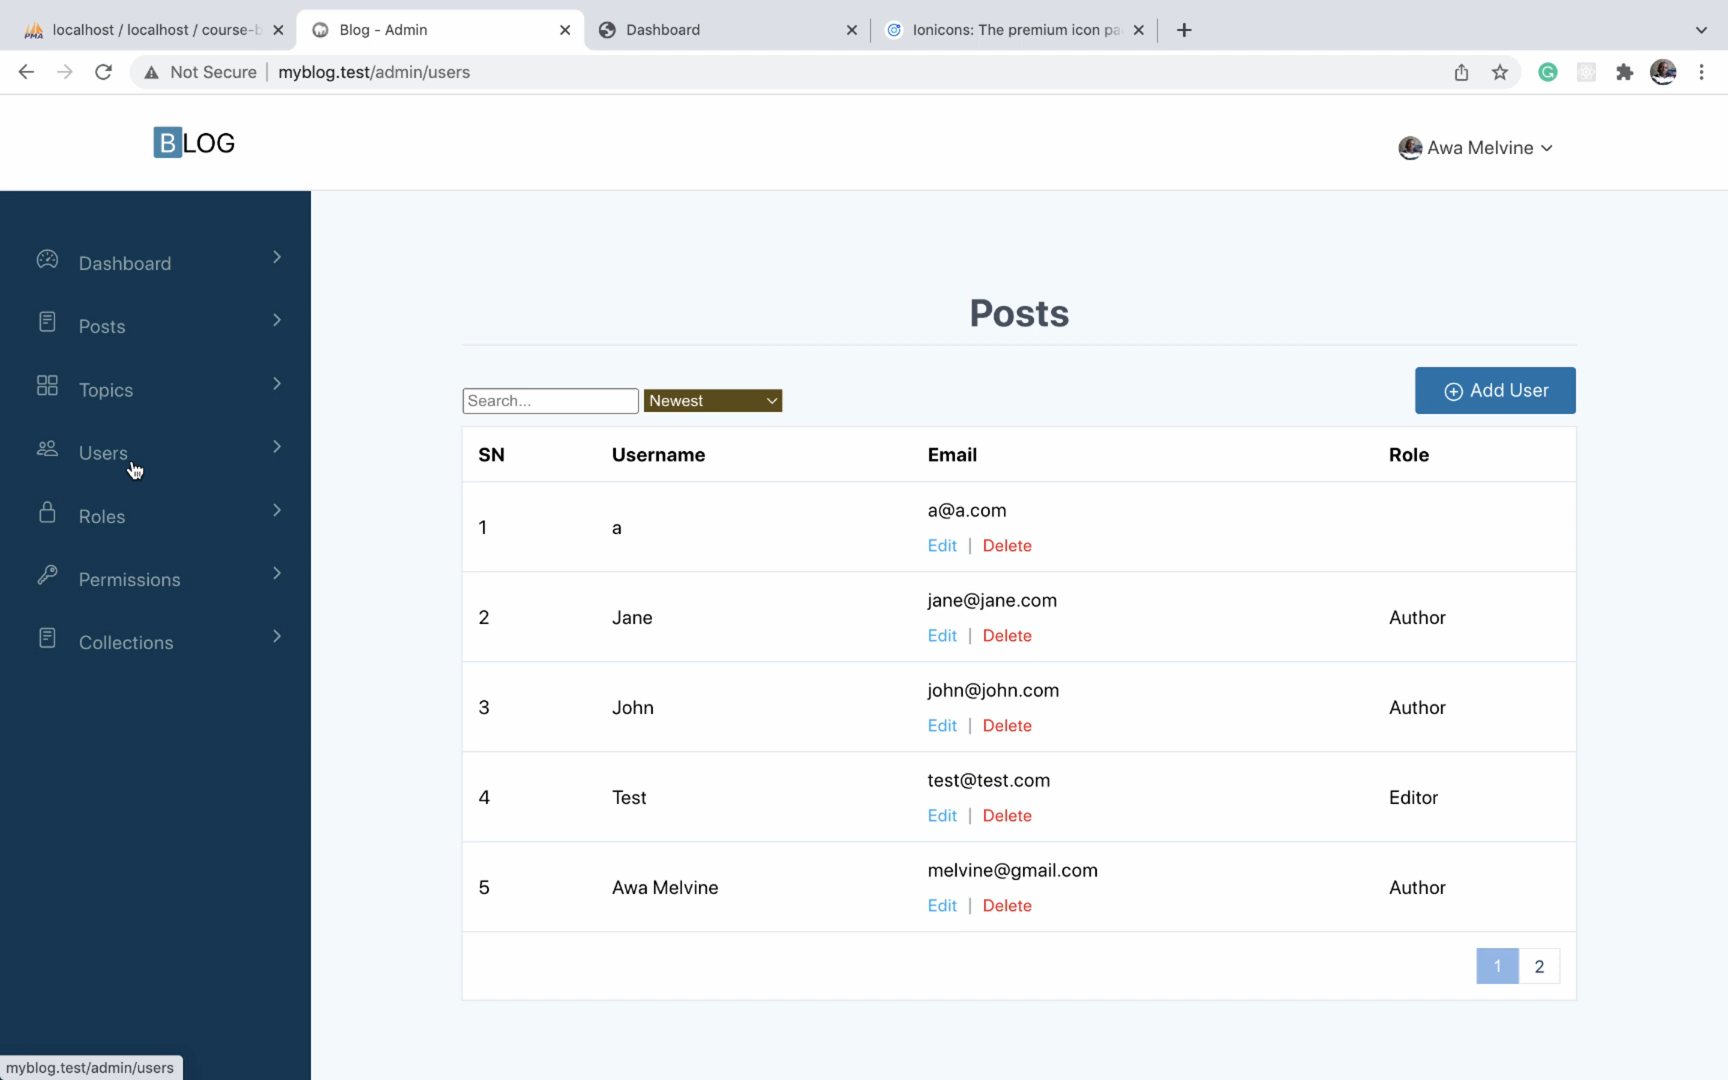 localhost / localhost / course-b
Blog - Admin
Dashboard
Ionicons: The premium icon pa
Not Secure
myblog.test/admin/users
BLOG
Awa Melvine
Dashboard
Posts
Topics
Users
Roles
Permissions
Collections
Posts
Search...
Newest
Add User
SN Username Email Role
1 a a@a.com
Edit | Delete
2 Jane jane@jane.com Author
Edit | Delete
3 John john@john.com Author
Edit | Delete
4 Test test@test.com Editor
Edit | Delete
5 Awa Melvine melvine@gmail.com Author
Edit | Delete
1 2
myblog.test/admin/users